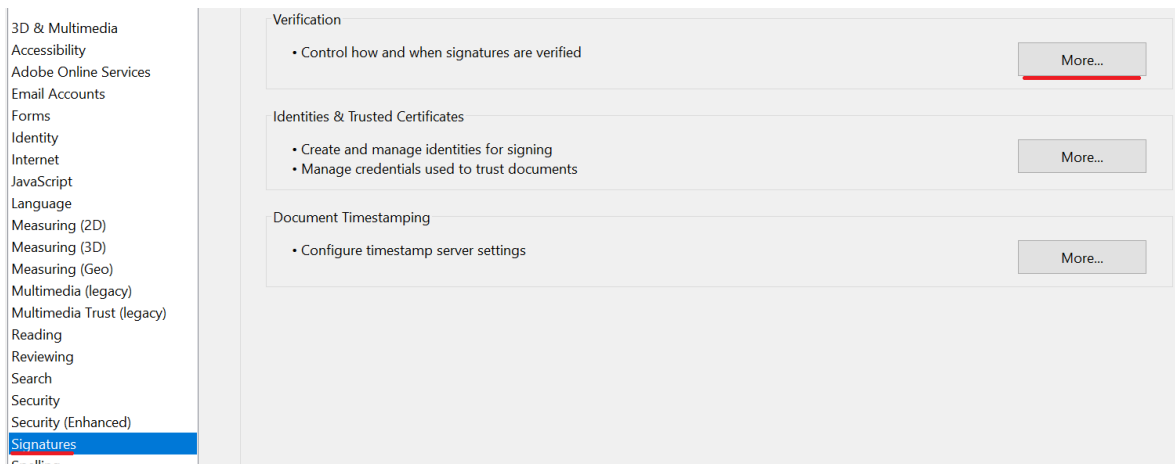 3D & Multimedia
Accessibility
Adobe Online Services
Email Accounts
Forms
Identity
Internet
JavaScript
Language
Measuring (2D)
Measuring (3D)
Measuring (Geo)
Multimedia (legacy)
Multimedia Trust (legacy)
Reading
Reviewing
Search
Security
Security (Enhanced)
Signatures
Verification
• Control how and when signatures are verified
More...
Identities & Trusted Certificates
• Create and manage identities for signing
• Manage credentials used to trust documents
More...
Document Timestamping
• Configure timestamp server settings
More...